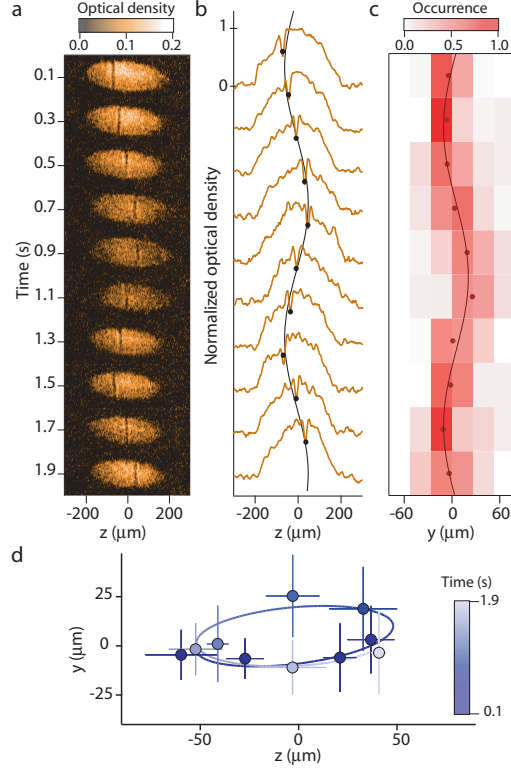 a
Optical density
0.0 0.1 0.2
0.1
0.3
0.5
0.7
0.9
1.1
1.3
1.5
1.7
1.9
Time (s)
-200 0 200
z (μm)
b
1
0
Normalized optical density
-200 0 200
z (μm)
c
Occurrence
0.0 0.5 1.0
-60 0 60
y (μm)
d
25
0
-25
y (μm)
-50 0 50
z (μm)
Time (s)
1.9
0.1